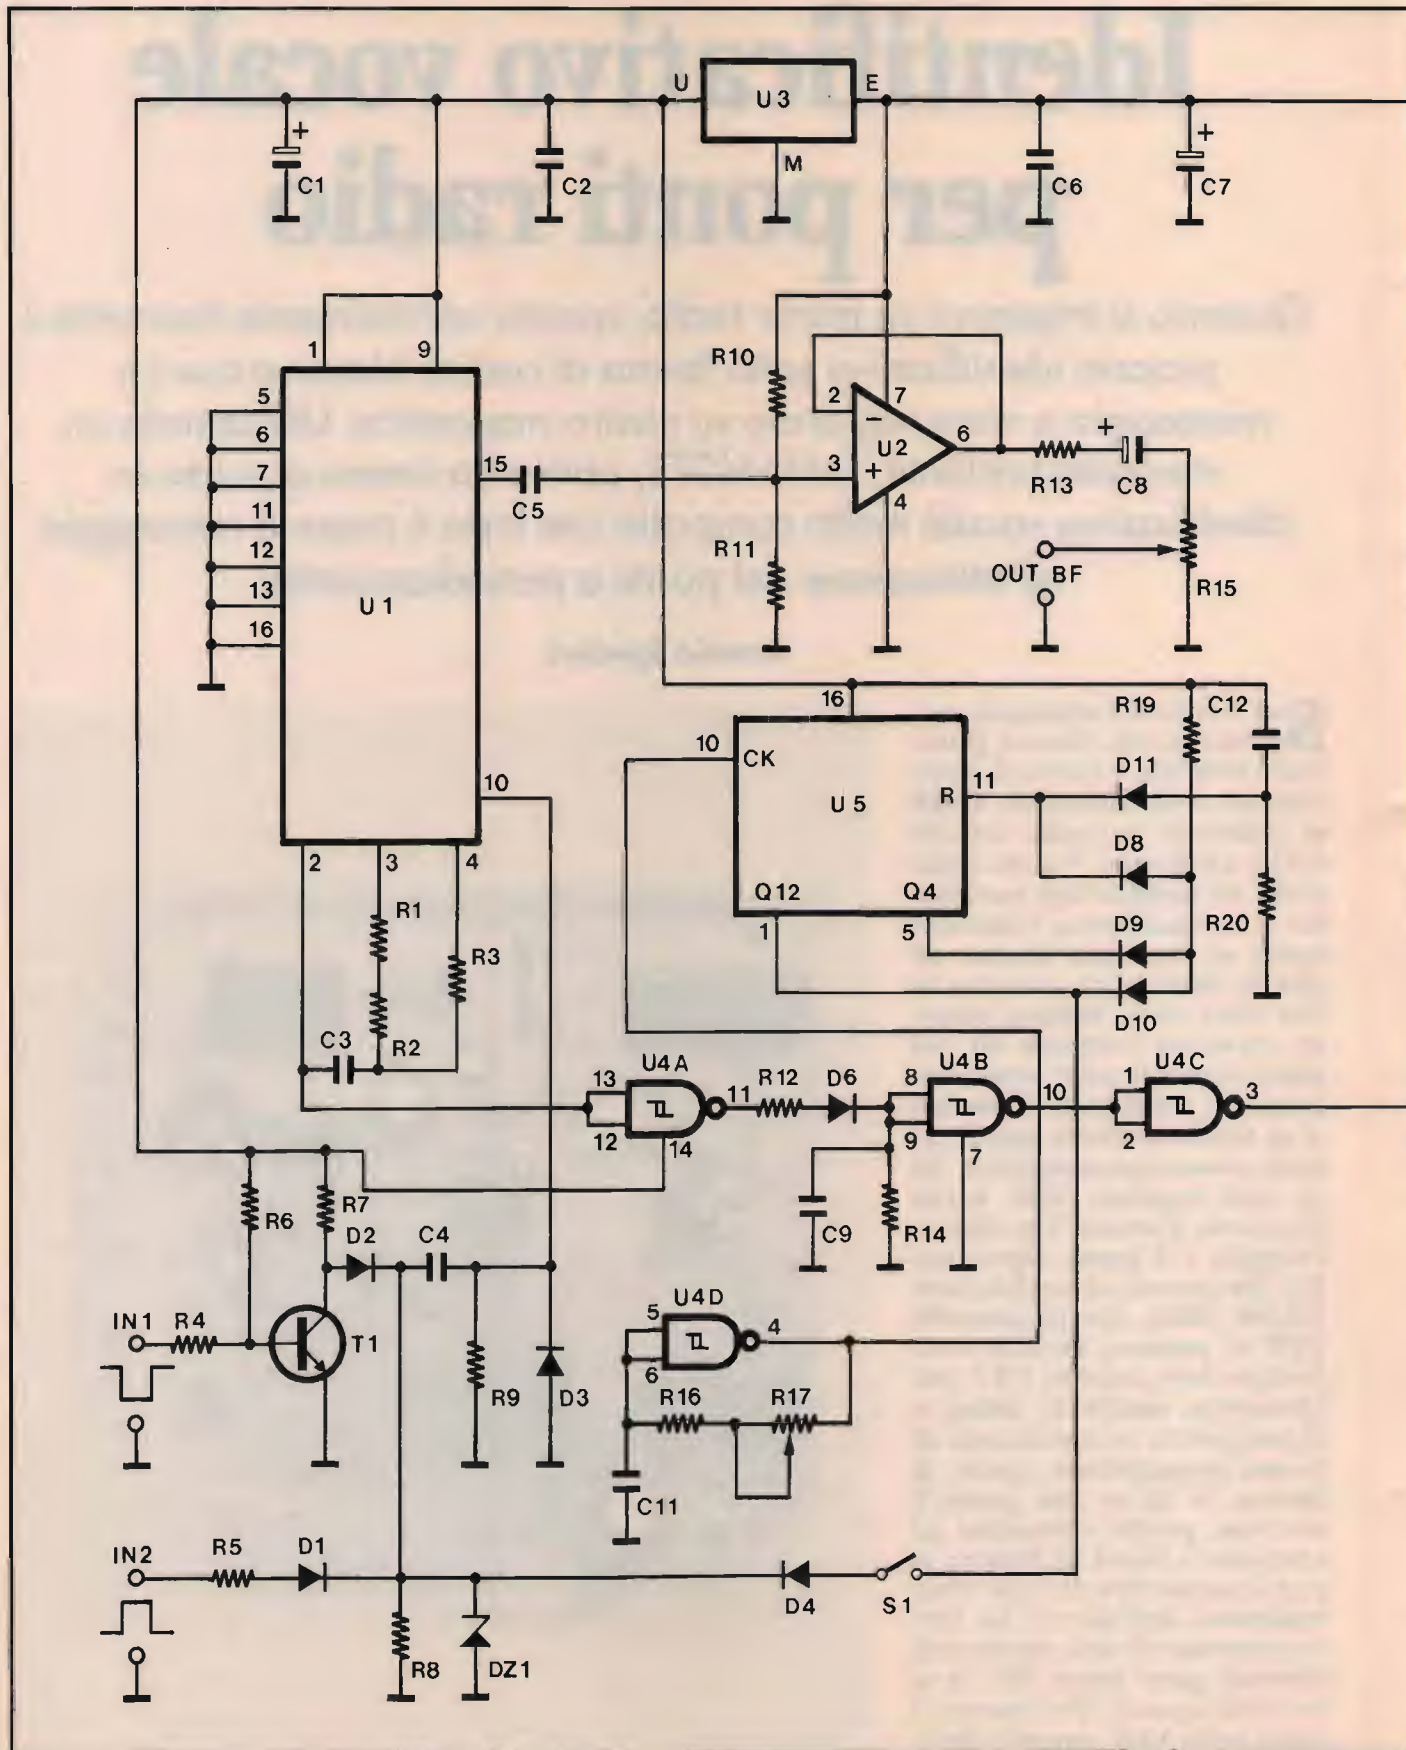 U U3 E
M
C1 + C2 C6 + C7
1 9
5
6
7
11
12
13
16
U1
15
C5
10
2 3 4
R10
R11
2 − 7
U2 6
3 + 4
R13 + C8
OUT BF
R15
16 R19 C12
10 CK
U5
R 11
D11
D8
Q12 Q4
1 5
D9
R20
D10
R1
R3
R2
C3
U4A
13
12
11
14
R12 D6
U4B
8
9
10
7
U4C
1
2
3
C9 R14
R6 R7
D2 C4
IN1 R4
T1
R9 D3
U4D
5
6
4
R16 R17
C11
IN2 R5 D1
R8 DZ1
D4 S1